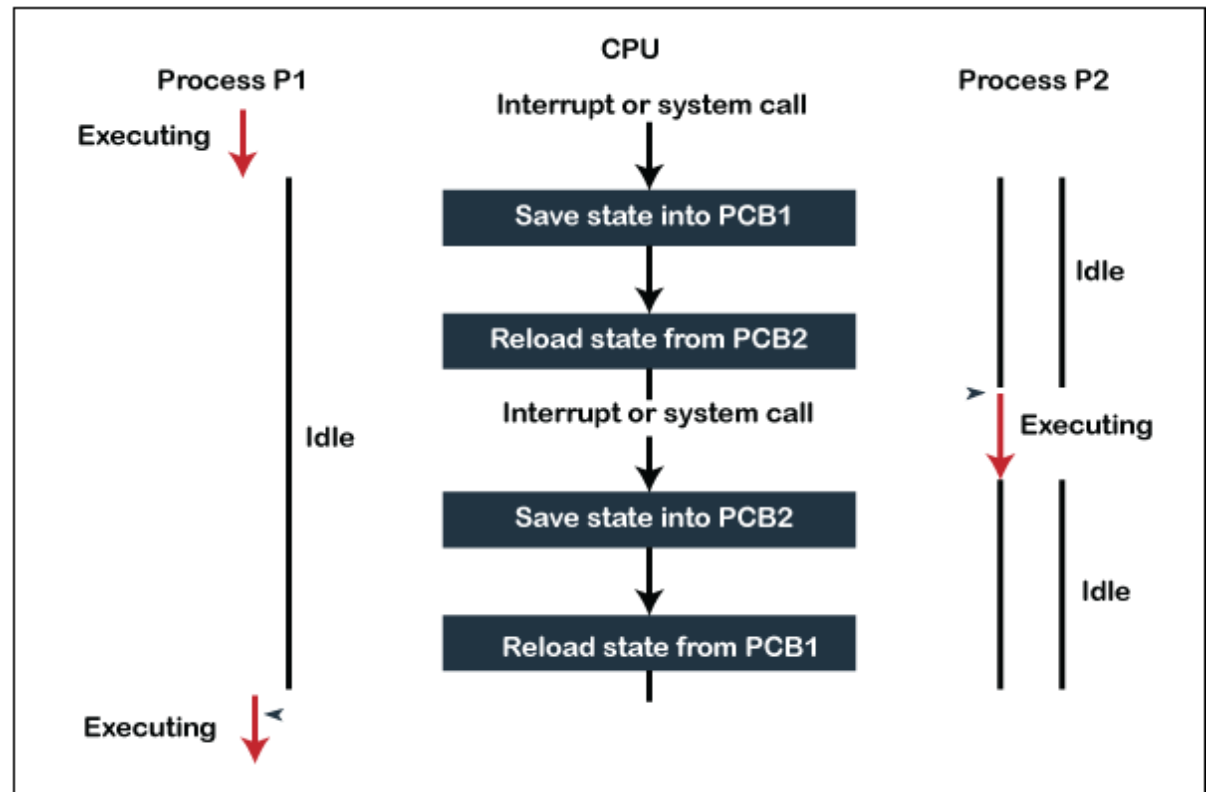 CPU
Process P1
Process P2
Interrupt or system call
Executing
Save state into PCB1
Idle
Reload state from PCB2
Interrupt or system call
Executing
Idle
Save state into PCB2
Idle
Reload state from PCB1
Executing